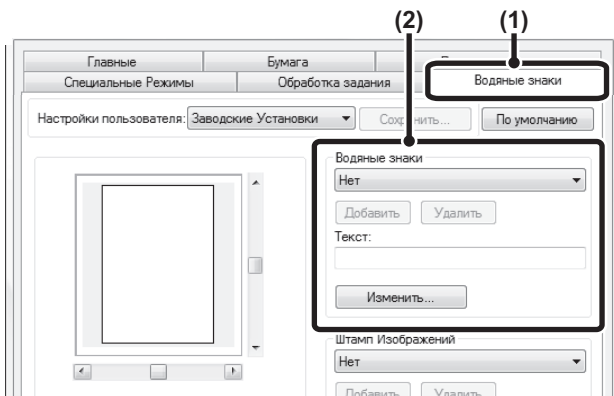 (2) (1)
Главные Бумага
Специальные Режимы Обработка задания Водяные знаки
Настройки пользователя: Заводские Установки Сохранить... По умолчанию
Водяные знаки
Нет
Добавить Удалить
Текст:
Изменить...
Штамп Изображений
Нет
Добавить Удалить